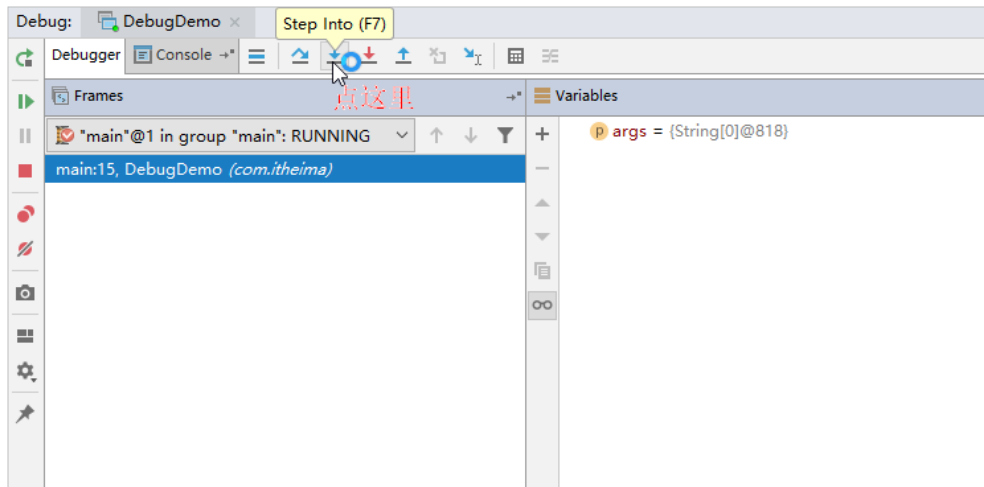 Debug: DebugDemo
Step Into (F7)
Debugger Console
点这里
Frames
Variables
"main"@1 in group "main": RUNNING
args = {String[0]@818}
main:15, DebugDemo (com.itheima)